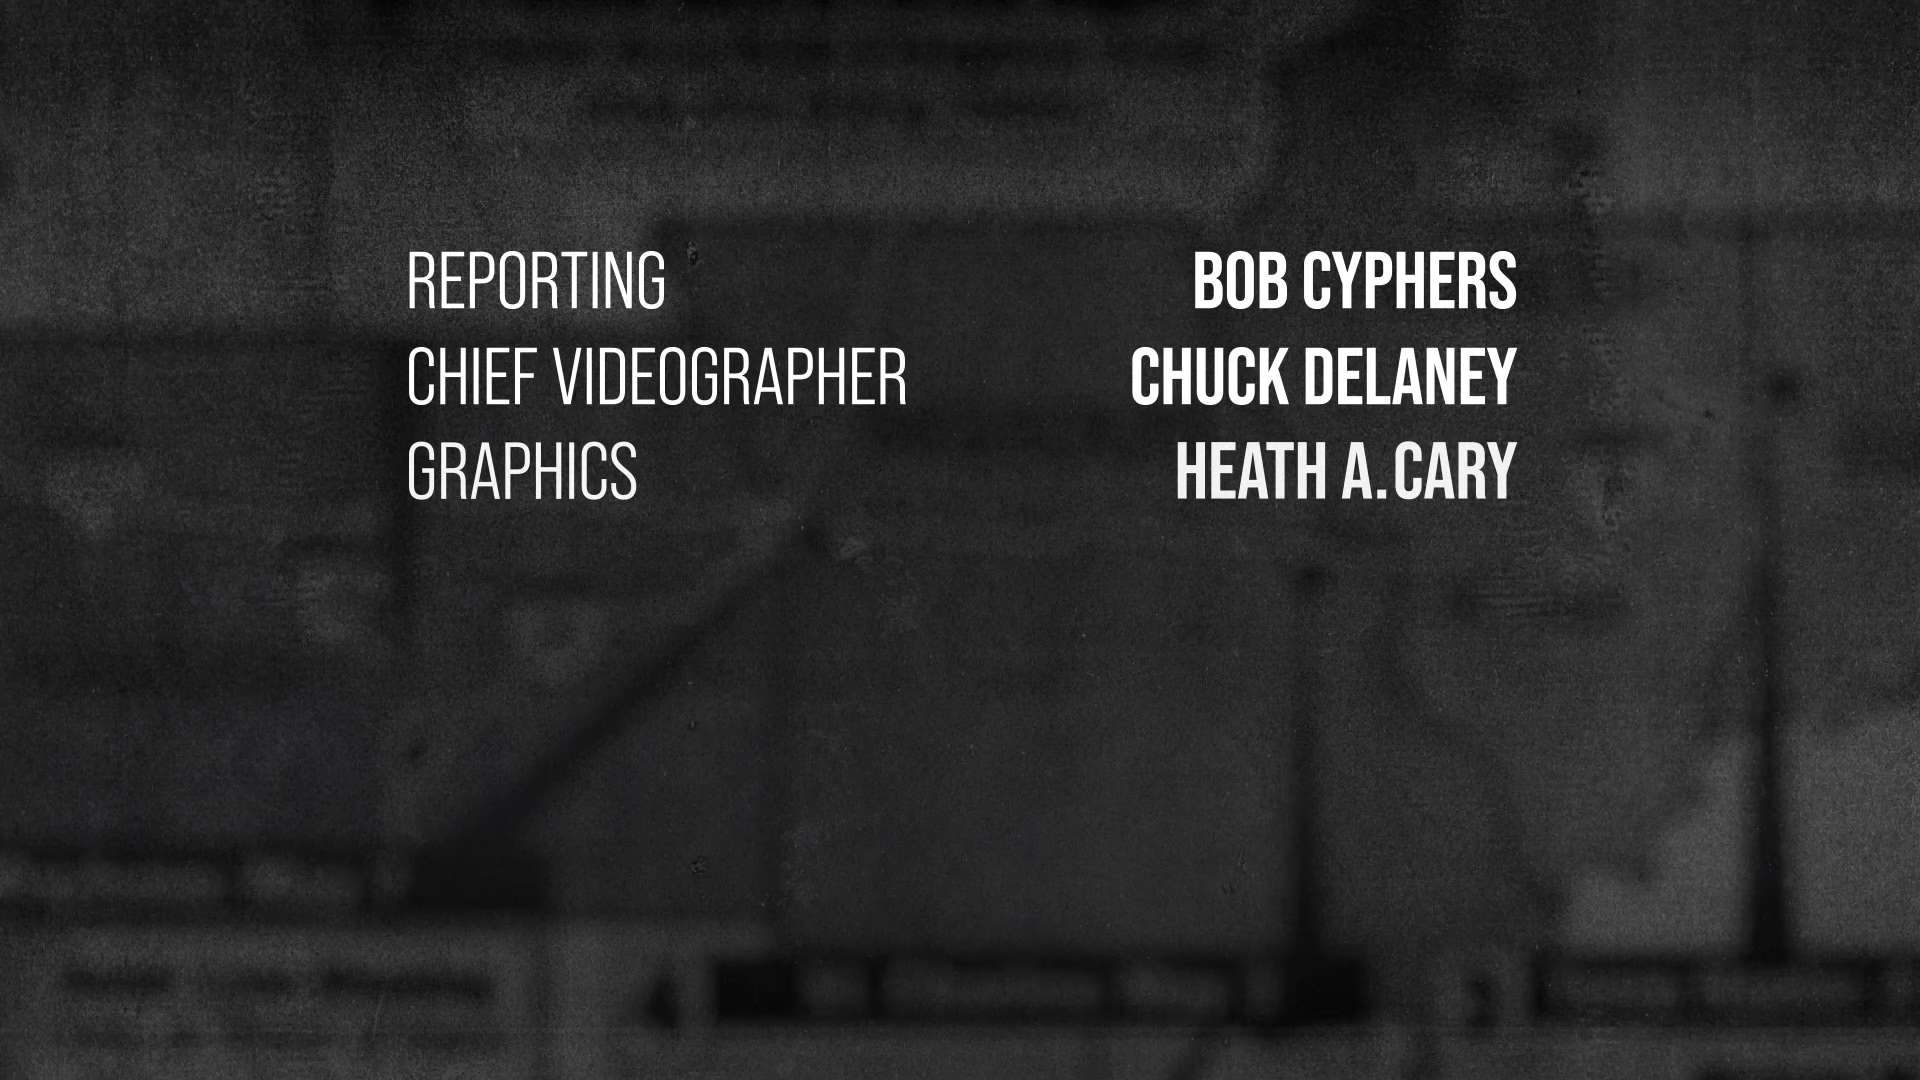 REPORTING BOB CYPHERS
CHIEF VIDEOGRAPHER CHUCK DELANEY
GRAPHICS HEATH A. CARY